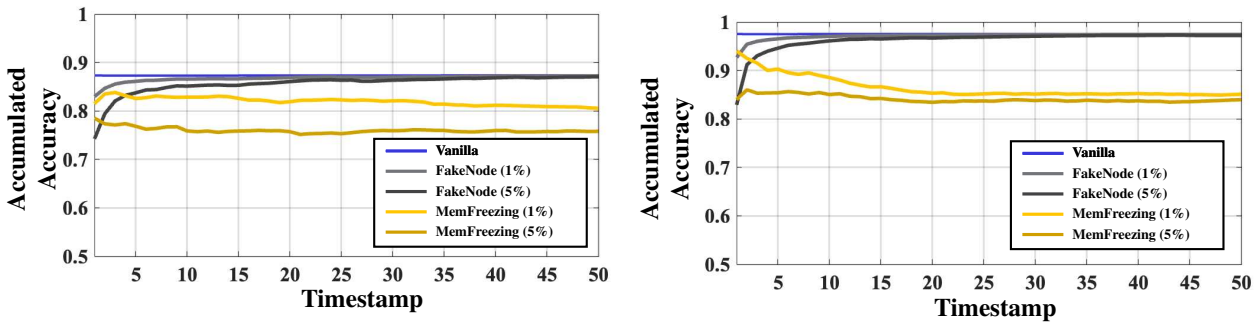 1
0.9
0.8
0.7
0.6
0.5
Accumulated
Accuracy
Vanilla
FakeNode (1%)
FakeNode (5%)
MemFreezing (1%)
MemFreezing (5%)
5 10 15 20 25 30 35 40 45 50
Timestamp
1
0.9
0.8
0.7
0.6
0.5
Accumulated
Accuracy
Vanilla
FakeNode (1%)
FakeNode (5%)
MemFreezing (1%)
MemFreezing (5%)
5 10 15 20 25 30 35 40 45 50
Timestamp